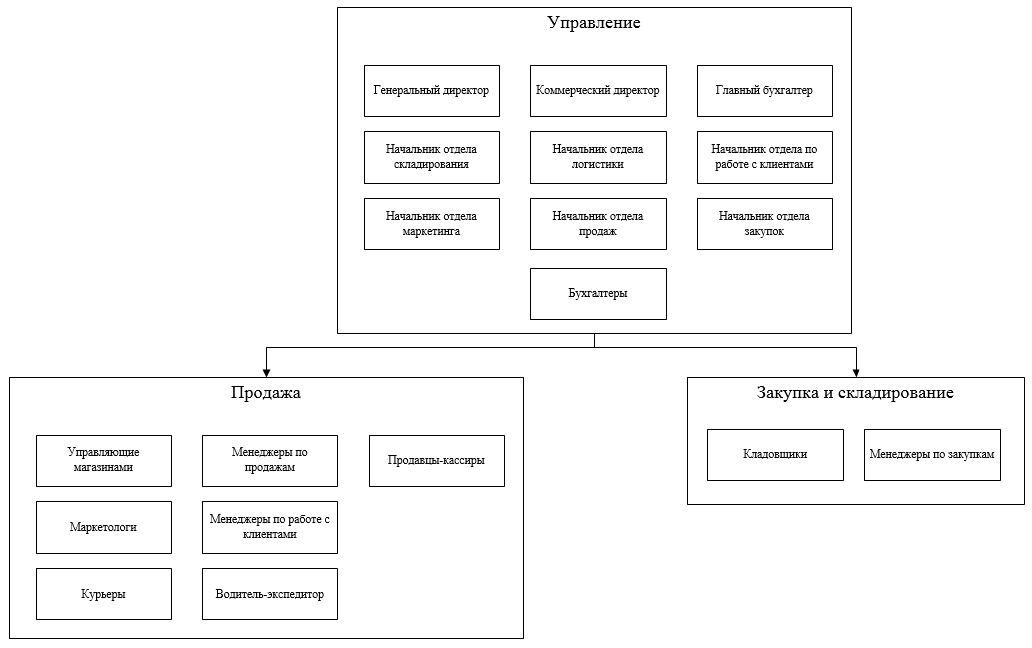 Управление
Генеральный директор
Коммерческий директор
Главный бухгалтер
Начальник отдела
складирования
Начальник отдела
логистики
Начальник отдела по
работе с клиентами
Начальник отдела
маркетинга
Начальник отдела
продаж
Начальник отдела
закупок
Бухгалтеры
Продажа
Управляющие
магазинами
Менеджеры по
продажам
Продавцы-кассиры
Маркетологи
Менеджеры по работе с
клиентами
Курьеры
Водитель-экспедитор
Закупка и складирование
Кладовщики
Менеджеры по закупкам